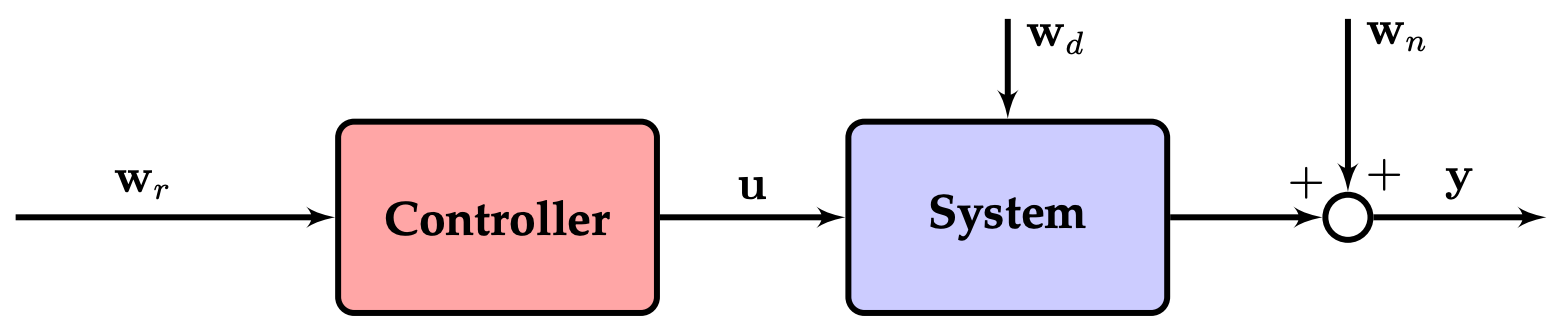 w_d
w_n
w_r
Controller
u
System
+
+
y